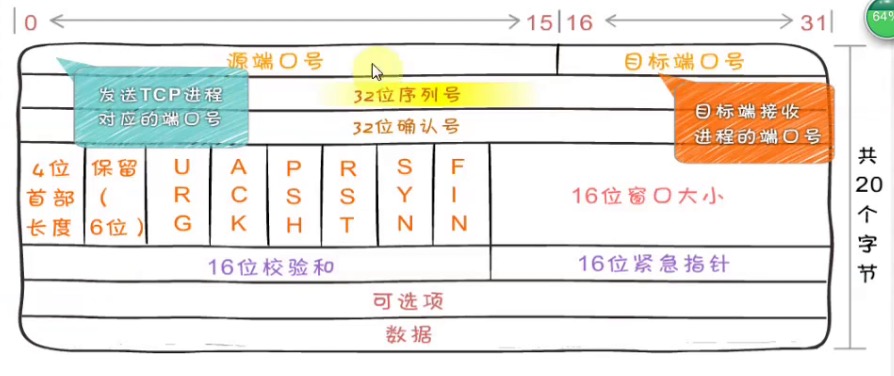 0 15 16 31
64%
源端口号 目标端口号
发送TCP进程
对应的端口号
32位序列号
目标端接收
进程的端口号
32位确认号
4位
首部
长度
保留
(
6位)
URG
ACK
PSH
RST
SYN
FIN
16位窗口大小
16位校验和 16位紧急指针
可选项
数据
共
20
个
字
节